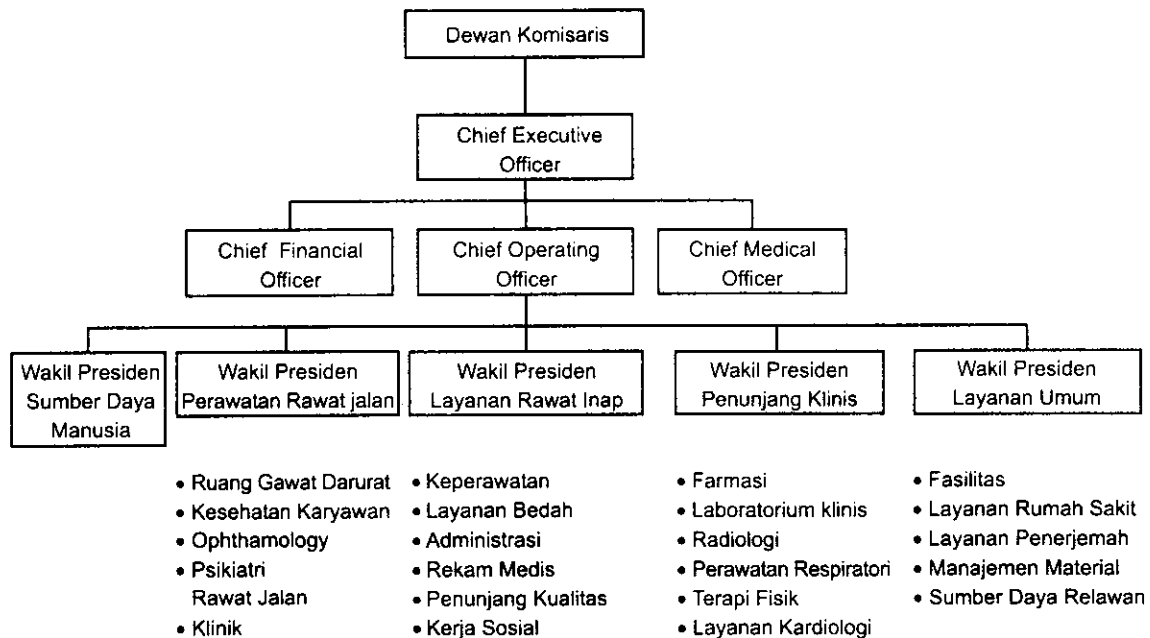 Dewan Komisaris
Chief Executive
Officer
Chief Financial
Officer
Chief Operating
Officer
Chief Medical
Officer
Wakil Presiden
Sumber Daya
Manusia
Wakil Presiden
Perawatan Rawat jalan
Wakil Presiden
Layanan Rawat Inap
Wakil Presiden
Penunjang Klinis
Wakil Presiden
Layanan Umum
• Ruang Gawat Darurat
• Kesehatan Karyawan
• Ophthamology
• Psikiatri
Rawat Jalan
• Klinik
• Keperawatan
• Layanan Bedah
• Administrasi
• Rekam Medis
• Penunjang Kualitas
• Kerja Sosial
• Farmasi
• Laboratorium klinis
• Radiologi
• Perawatan Respiratori
• Terapi Fisik
• Layanan Kardiologi
• Fasilitas
• Layanan Rumah Sakit
• Layanan Penerjemah
• Manajemen Material
• Sumber Daya Relawan